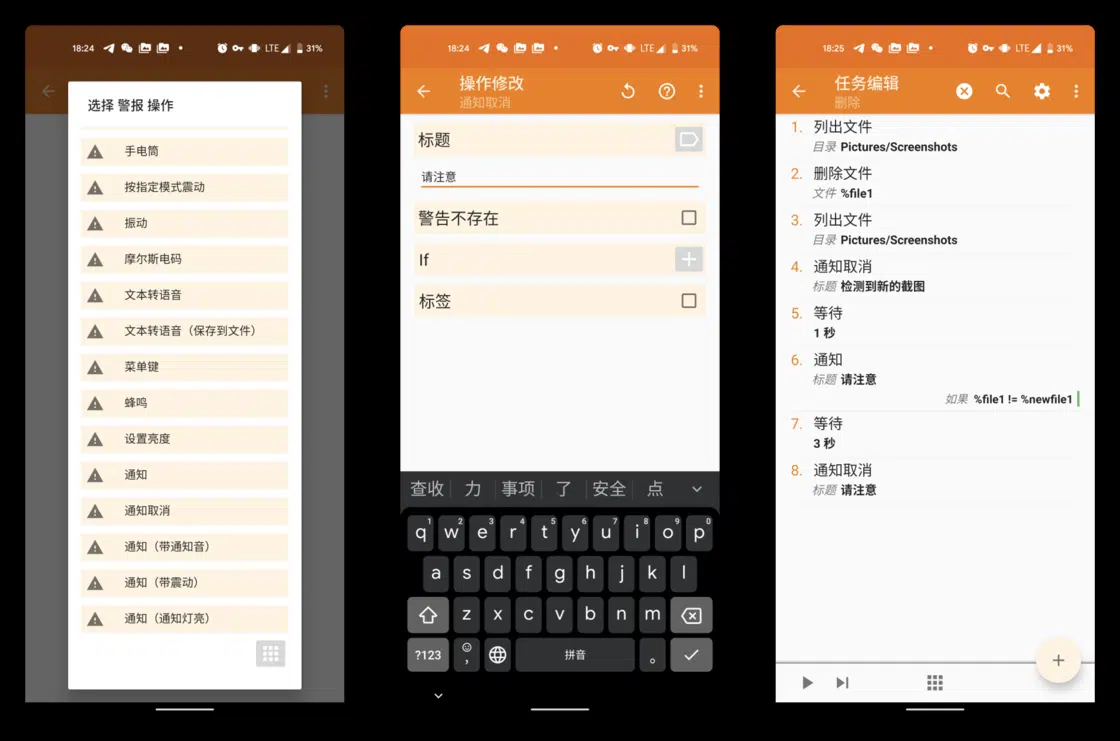 18:24
LTE
31%
选择 警报 操作
手电筒
按指定模式震动
振动
摩尔斯电码
文本转语音
文本转语音（保存到文件）
菜单键
蜂鸣
设置亮度
通知
通知取消
通知（带通知音）
通知（带震动）
通知（通知灯亮）
18:24
LTE
31%
操作修改
通知取消
标题
请注意
警告不存在
If
标签
查收 力 事项 了 安全 点
q1 w2 e3 r4 t5 y6 u7 i8 o9 p0
a s d f g h j k l
z x c v b n m
?123 , 拼音 。
18:25
LTE
31%
任务编辑
删除
1. 列出文件
目录 Pictures/Screenshots
2. 删除文件
文件 %file1
3. 列出文件
目录 Pictures/Screenshots
4. 通知取消
标题 检测到新的截图
5. 等待
1 秒
6. 通知
标题 请注意
如果 %file1 != %newfile1
7. 等待
3 秒
8. 通知取消
标题 请注意